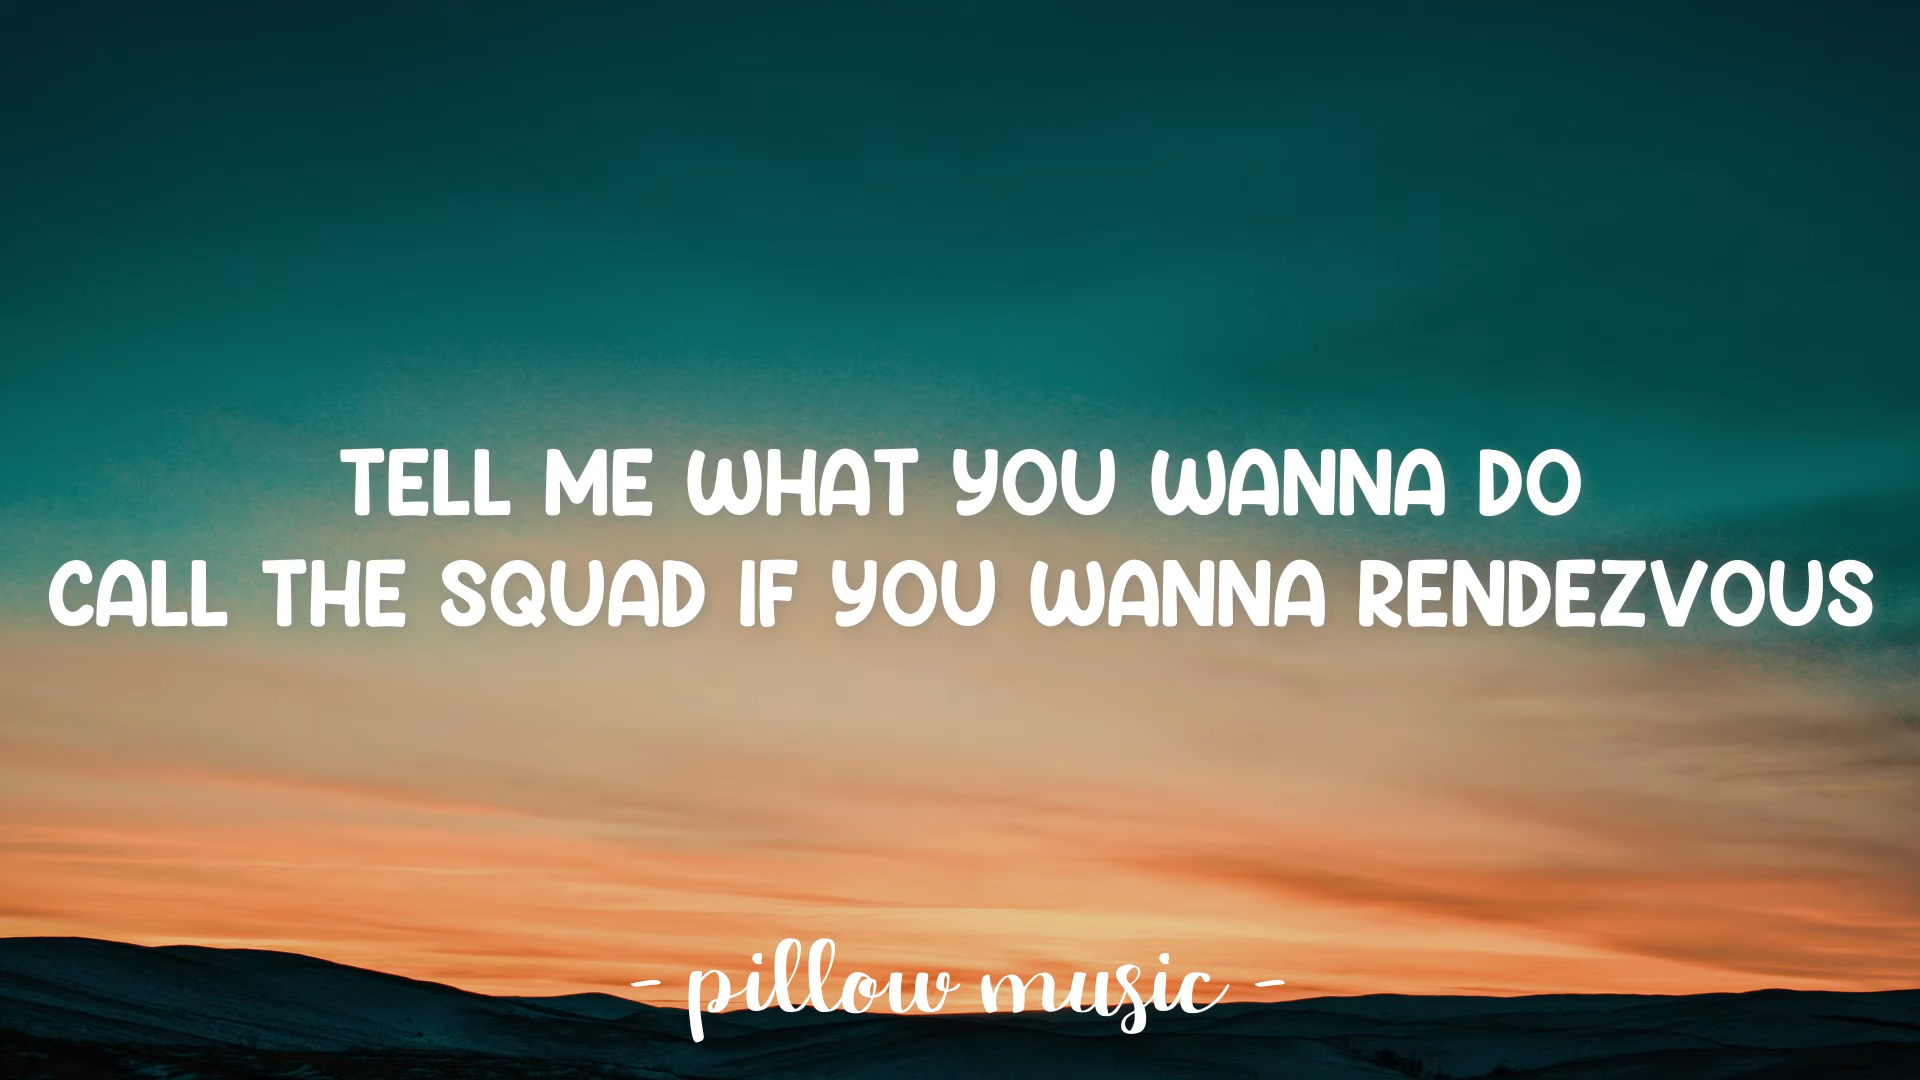 TELL ME WHAT YOU WANNA DO
CALL THE SQUAD IF YOU WANNA RENDEZVOUS
- pillow music -